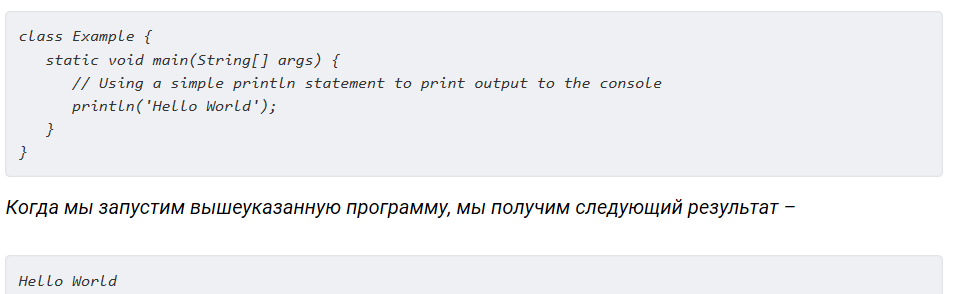 class Example {
   static void main(String[] args) {
      // Using a simple println statement to print output to the console
      println('Hello World');
   }
}
Когда мы запустим вышеуказанную программу, мы получим следующий результат –
Hello World